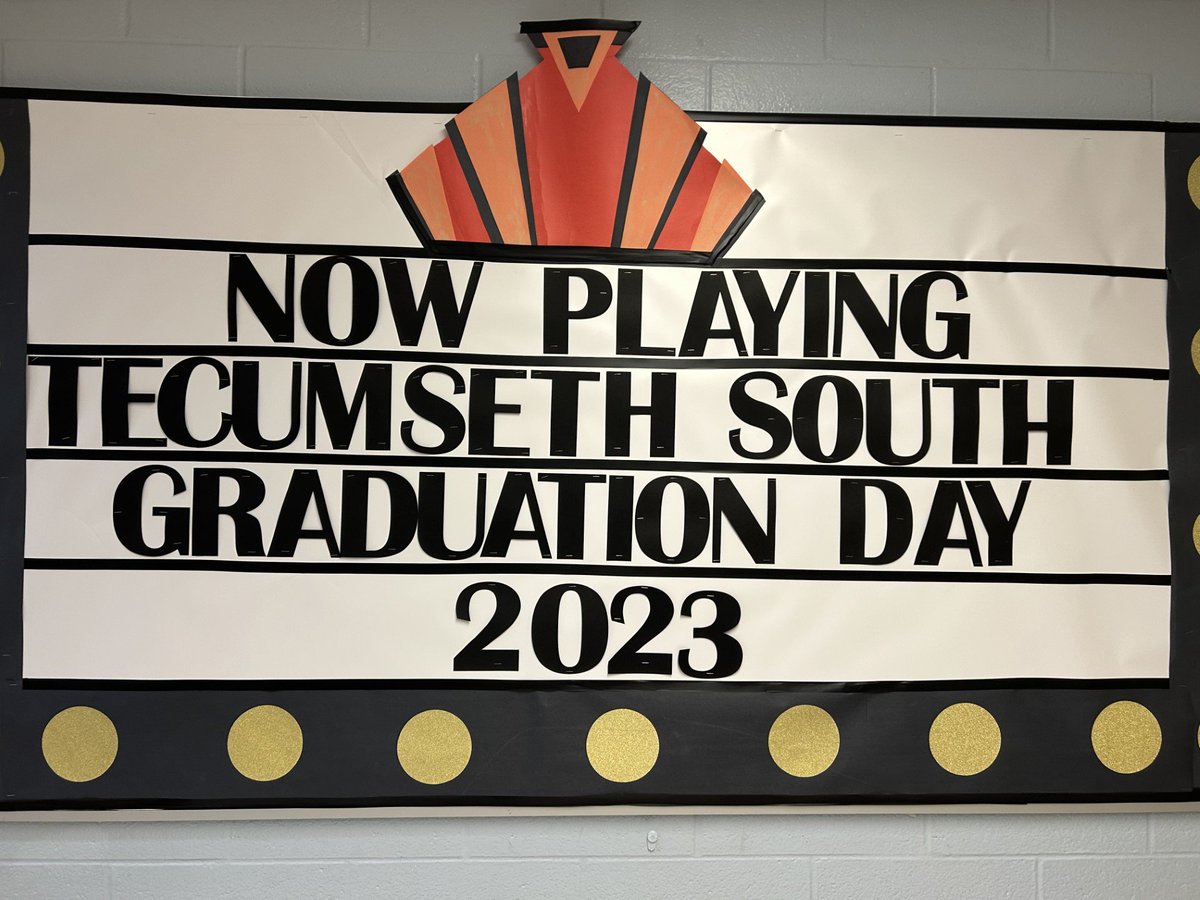 NOW PLAYING
TECUMSETH SOUTH
GRADUATION DAY
2023